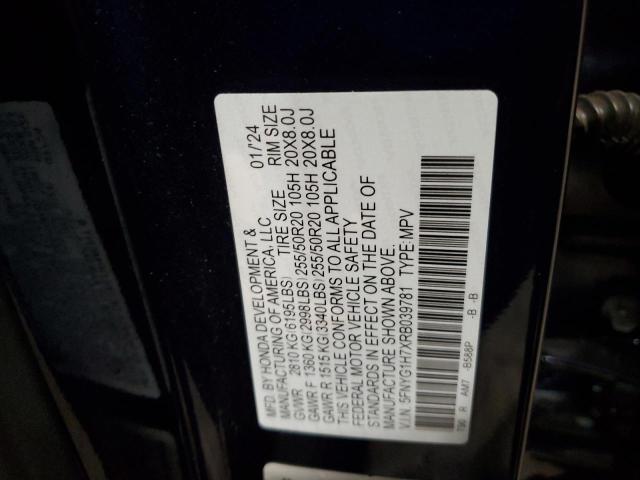 MFD. BY HONDA DEVELOPMENT &
MANUFACTURING OF AMERICA, LLC 01/'24
TIRE SIZE RIM SIZE
GVWR 2810 KG(6195LBS)
GAWR F 1360 KG(2998LBS) 255/50R20 105H 20X8.0J
GAWR R 1515 KG(3340LBS) 255/50R20 105H 20X8.0J
THIS VEHICLE CONFORMS TO ALL APPLICABLE
FEDERAL MOTOR VEHICLE SAFETY
STANDARDS IN EFFECT ON THE DATE OF
MANUFACTURE SHOWN ABOVE.
V.I.N. 5FNYG1H7XRB039781 TYPE:MPV
T90 R AM7 -B588P -B -B